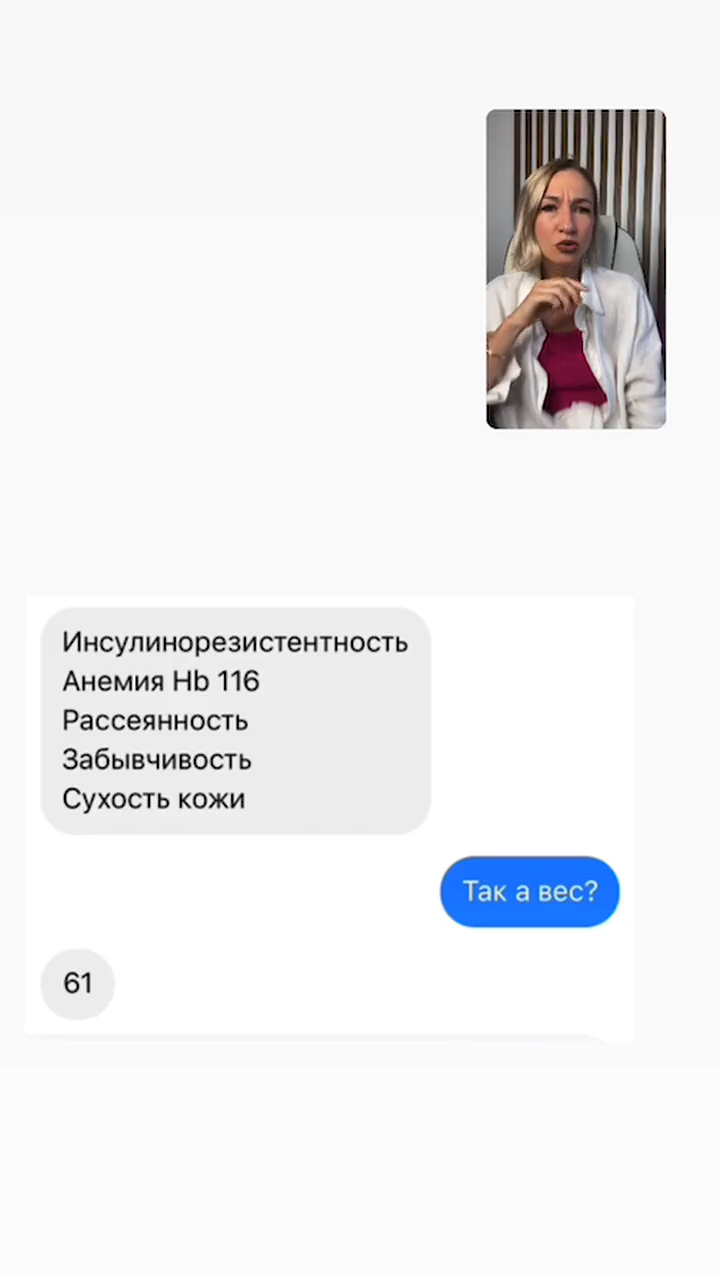 Инсулинорезистентность
Анемия Hb 116
Рассеянность
Забывчивость
Сухость кожи
Так а вес?
61